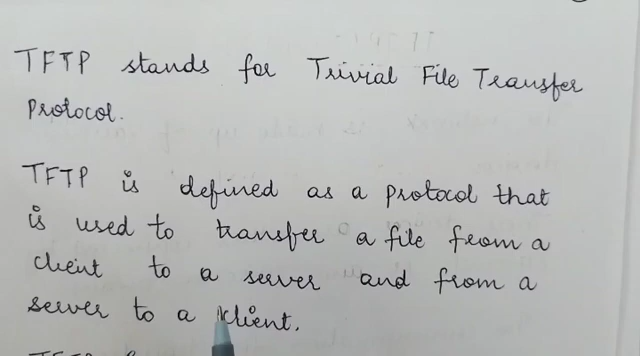 TFTP stands for Trivial File Transfer
Protocol.
TFTP is defined as a protocol that
is used to transfer a file from a
client to a server and from a
server to a client.